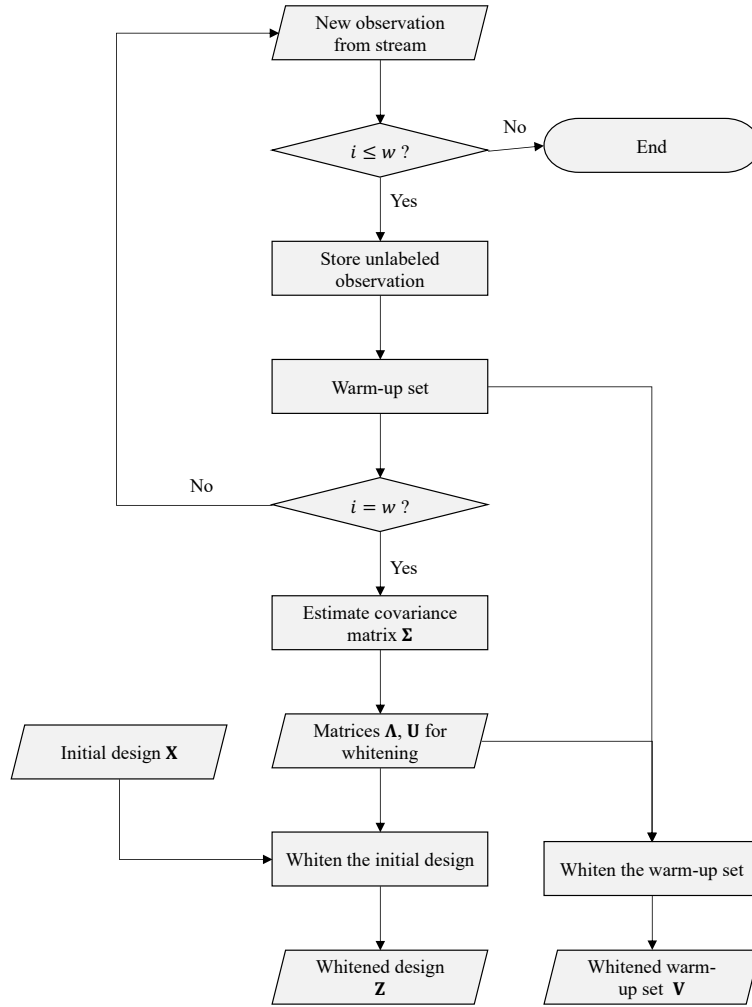 New observation
from stream
i ≤ w ?
No
End
Yes
Store unlabeled
observation
Warm-up set
No
i = w ?
Yes
Estimate covariance
matrix Σ
Initial design X
Matrices Λ, U for
whitening
Whiten the initial design
Whiten the warm-up set
Whitened design
Z
Whitened warm-
up set V